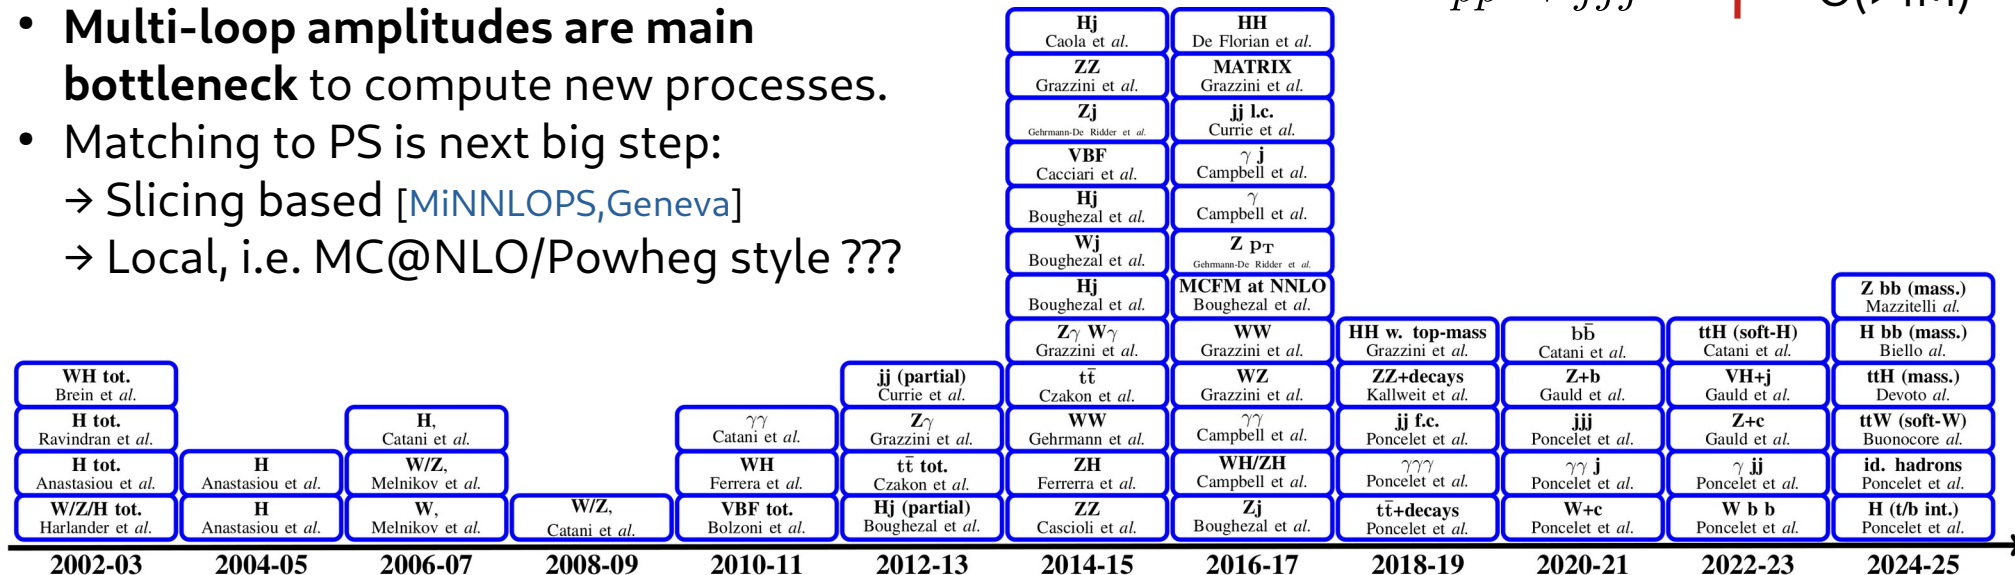 • Multi-loop amplitudes are main
bottleneck to compute new processes.
• Matching to PS is next big step:
→ Slicing based [MiNNLOPS,Geneva]
→ Local, i.e. MC@NLO/Powheg style ???
WH tot.
Brein et al.
H tot.
Ravindran et al.
H tot.
Anastasiou et al.
W/Z/H tot.
Harlander et al.
H
Anastasiou et al.
H
Anastasiou et al.
H,
Catani et al.
W/Z,
Melnikov et al.
W,
Melnikov et al.
W/Z,
Catani et al.
γγ
Catani et al.
WH
Ferrera et al.
VBF tot.
Bolzoni et al.
jj (partial)
Currie et al.
Zγ
Grazzini et al.
tt̄ tot.
Czakon et al.
Hj (partial)
Boughezal et al.
Hj
Caola et al.
ZZ
Grazzini et al.
Zj
Gehrmann-De Ridder et al.
VBF
Cacciari et al.
Hj
Boughezal et al.
Wj
Boughezal et al.
Hj
Boughezal et al.
Zγ Wγ
Grazzini et al.
tt̄
Czakon et al.
WW
Gehrmann et al.
ZH
Ferrerra et al.
ZZ
Cascioli et al.
HH
De Florian et al.
MATRIX
Grazzini et al.
jj l.c.
Currie et al.
γ j
Campbell et al.
γ
Campbell et al.
Z pT
Gehrmann-De Ridder et al.
MCFM at NNLO
Boughezal et al.
WW
Grazzini et al.
WZ
Grazzini et al.
γγ
Campbell et al.
WH/ZH
Campbell et al.
Zj
Boughezal et al.
HH w. top-mass
Grazzini et al.
ZZ+decays
Kallweit et al.
jj f.c.
Poncelet et al.
γγγ
Poncelet et al.
tt̄+decays
Poncelet et al.
bb̄
Catani et al.
Z+b
Gauld et al.
jjj
Poncelet et al.
γγ j
Poncelet et al.
W+c
Poncelet et al.
ttH (soft-H)
Catani et al.
VH+j
Gauld et al.
Z+c
Gauld et al.
γ jj
Poncelet et al.
W b b
Poncelet et al.
Z bb (mass.)
Mazzitelli al.
H bb (mass.)
Biello al.
ttH (mass.)
Devoto al.
ttW (soft-W)
Buonocore al.
id. hadrons
Poncelet et al.
H (t/b int.)
Poncelet et al.
2002-03 2004-05 2006-07 2008-09 2010-11 2012-13 2014-15 2016-17 2018-19 2020-21 2022-23 2024-25